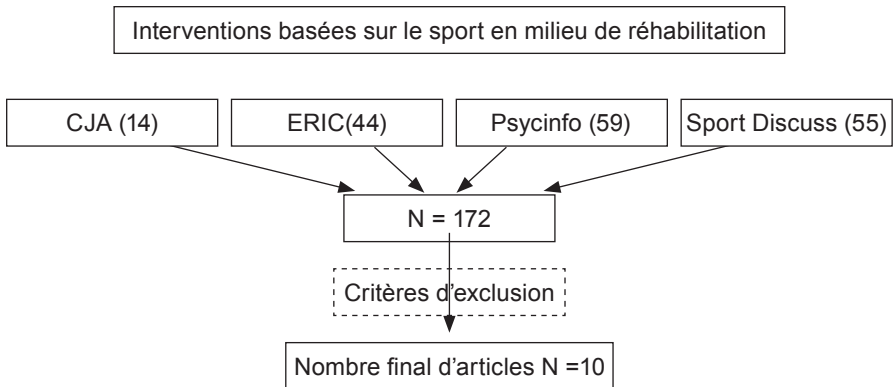 Interventions basées sur le sport en milieu de réhabilitation
CJA (14)
ERIC(44)
Psycinfo (59)
Sport Discuss (55)
N = 172
Critères d'exclusion
Nombre final d'articles N =10